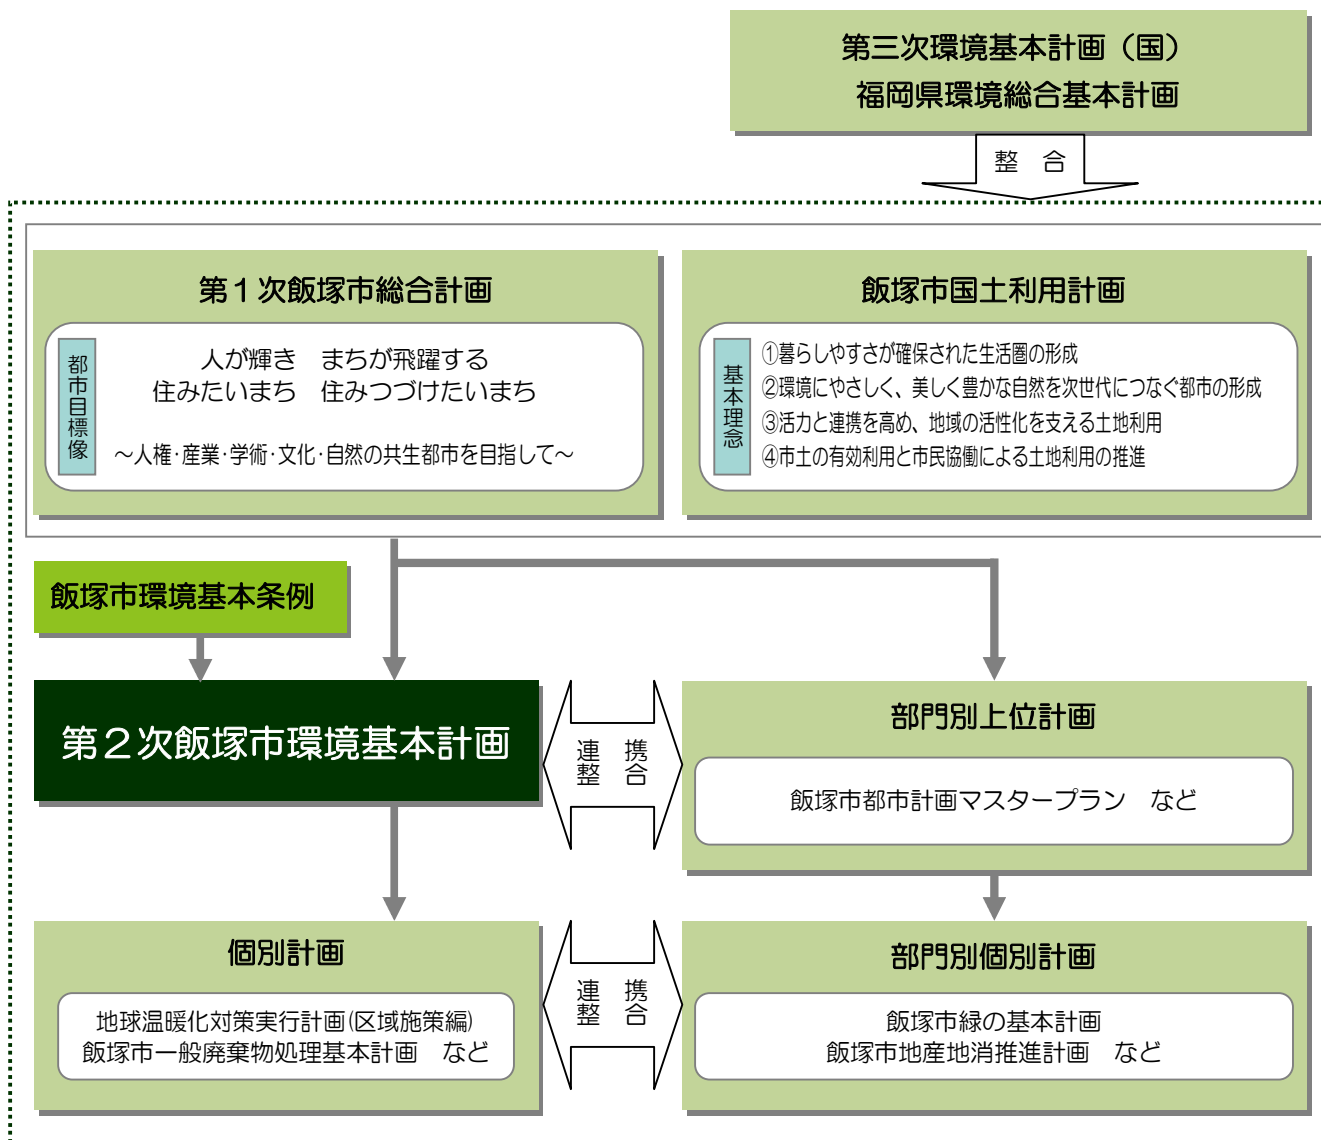 第三次環境基本計画（国）
福岡県環境総合基本計画
整　合
第１次飯塚市総合計画
都市目標像
人が輝き　まちが飛躍する
住みたいまち　住みつづけたいまち
～人権･産業･学術･文化･自然の共生都市を目指して～
飯塚市国土利用計画
基本理念
①暮らしやすさが確保された生活圏の形成
②環境にやさしく、美しく豊かな自然を次世代につなぐ都市の形成
③活力と連携を高め、地域の活性化を支える土地利用
④市土の有効利用と市民協働による土地利用の推進
飯塚市環境基本条例
第２次飯塚市環境基本計画
連　携
整　合
部門別上位計画
飯塚市都市計画マスタープラン　など
個別計画
地球温暖化対策実行計画(区域施策編)
飯塚市一般廃棄物処理基本計画　など
連　携
整　合
部門別個別計画
飯塚市緑の基本計画
飯塚市地産地消推進計画　など